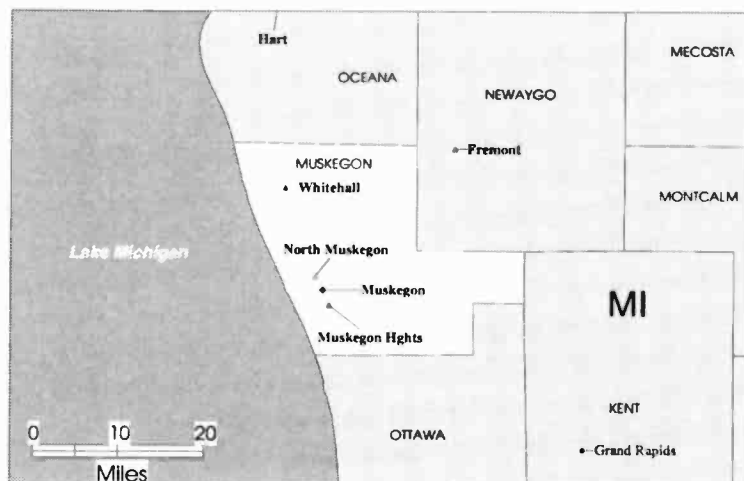 Hart
MECOSTA
OCEANA
NEWAYGO
Fremont
MUSKEGON
Whitehall
MONTCALM
Lake Michigan
North Muskegon
Muskegon
MI
Muskegon Hghts
KENT
0 10 20
OTTAWA
Grand Rapids
Miles